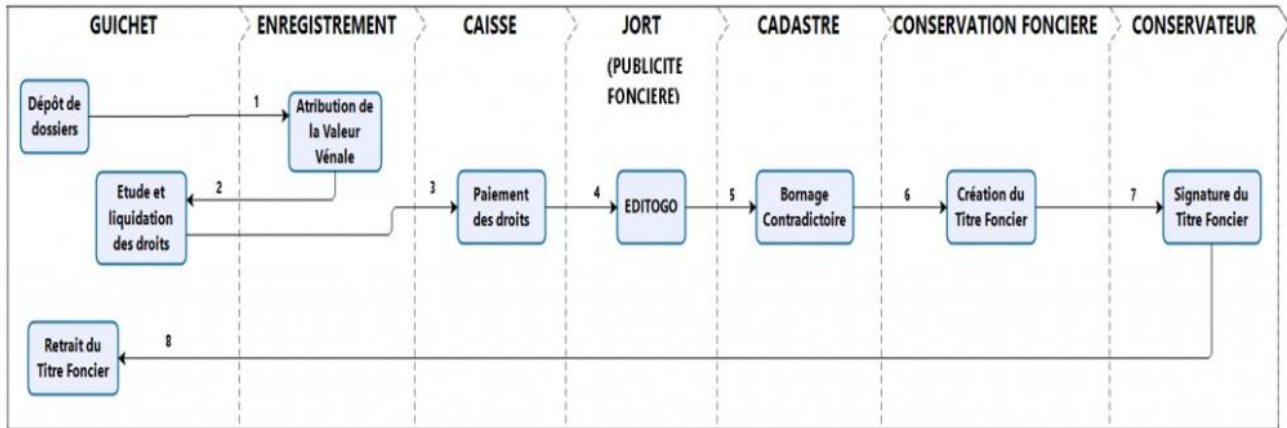 GUICHET
ENREGISTREMENT
CAISSE
JORT
(PUBLICITE
FONCIERE)
CADASTRE
CONSERVATION FONCIERE
CONSERVATEUR
Dépôt de
dossiers
1
Atribution de
la Valeur
Vénale
2
Etude et
liquidation
des droits
3
Paiement
des droits
4
EDITOGO
5
Bornage
Contradictoire
6
Création du
Titre Foncier
7
Signature du
Titre Foncier
8
Retrait du
Titre Foncier